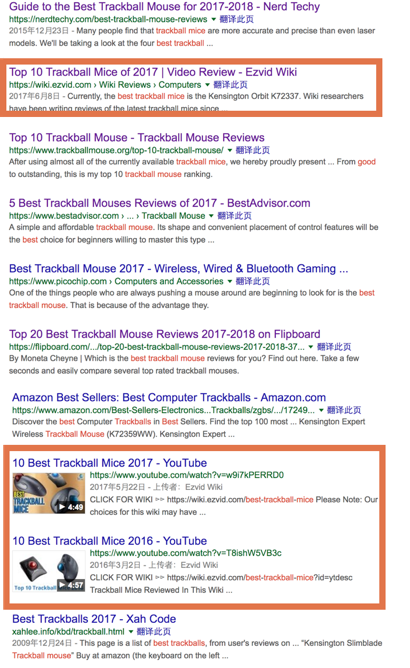 Guide to the Best Trackball Mouse for 2017-2018 - Nerd Techy
https://nerdtechy.com/best-trackball-mouse-reviews ▼ 翻译此页
2015年12月23日 - Many people find that trackball mice are more accurate and precise than even laser
models. We'll be taking a look at the four best trackball ...
Top 10 Trackball Mice of 2017 | Video Review - Ezvid Wiki
https://wiki.ezvid.com › Wiki Reviews › Computers ▼ 翻译此页
2017年6月8日 - Currently, the best trackball mice is the Kensington Orbit K72337. Wiki researchers
have been writing reviews of the latest trackball mice since
Top 10 Trackball Mouse - Trackball Mouse Reviews
https://www.trackballmouse.org/top-10-trackball-mouse/ ▼ 翻译此页
After using almost all of the currently available trackball mice, we hereby proudly present ... From good
to outstanding, this is my top 10 trackball mouse ranking.
5 Best Trackball Mouses Reviews of 2017 - BestAdvisor.com
https://www.bestadvisor.com › ... › Trackball Mouse ▼ 翻译此页
A simple and affordable trackball mouse. Its shape and convenient placement of control features will be
the best choice for beginners willing to master this type ...
Best Trackball Mouse 2017 - Wireless, Wired & Bluetooth Gaming ...
https://www.picochip.com › Computers and Accessories ▼ 翻译此页
One of the things people who are always pushing a mouse around are beginning to look for is the best
trackball mouse. That is because of the advantage they.
Top 20 Best Trackball Mouse Reviews 2017-2018 on Flipboard
https://flipboard.com/.../top-20-best-trackball-mouse-reviews-2017-2018-37... ▼ 翻译此页
By Moneta Cheyne | Which is the best trackball mouse reviews for you? Find out here. Take a few
seconds and easily compare several top rated trackball mouses.
Amazon Best Sellers: Best Computer Trackballs - Amazon.com
https://www.amazon.com/Best-Sellers-Electronics...Trackballs/zgbs/.../17249... ▼ 翻译此页
Discover the best Computer Trackballs in Best Sellers. Find the top 100 most ... Kensington Expert
Wireless Trackball Mouse (K72359WW). Kensington Expert ...
10 Best Trackball Mice 2017 - YouTube
https://www.youtube.com/watch?v=w9i7kPERRD0
2017年5月22日 - 上传者：Ezvid Wiki
CLICK FOR WIKI >> https://wiki.ezvid.com/best-trackball-mice Please Note: Our
choices for this wiki may have ...
BEST
TRACKBALL
MICE
▶ 4:49
10 Best Trackball Mice 2016 - YouTube
https://www.youtube.com/watch?v=T8ishW5VB3c
2016年3月2日 - 上传者：Ezvid Wiki
CLICK FOR WIKI >> https://wiki.ezvid.com/best-trackball-mice?id=ytdesc
Trackball Mice Reviewed In This Wiki ...
Top 10 Trackball
▶ 4:57
Best Trackballs 2017 - Xah Code
xahlee.info/kbd/trackball.html ▼ 翻译此页
2009年12月24日 - This page is a list of best trackballs, from user's reviews on ... "Kensington Slimblade
Trackball mouse" Buy at amazon (the keyboard on the left ...